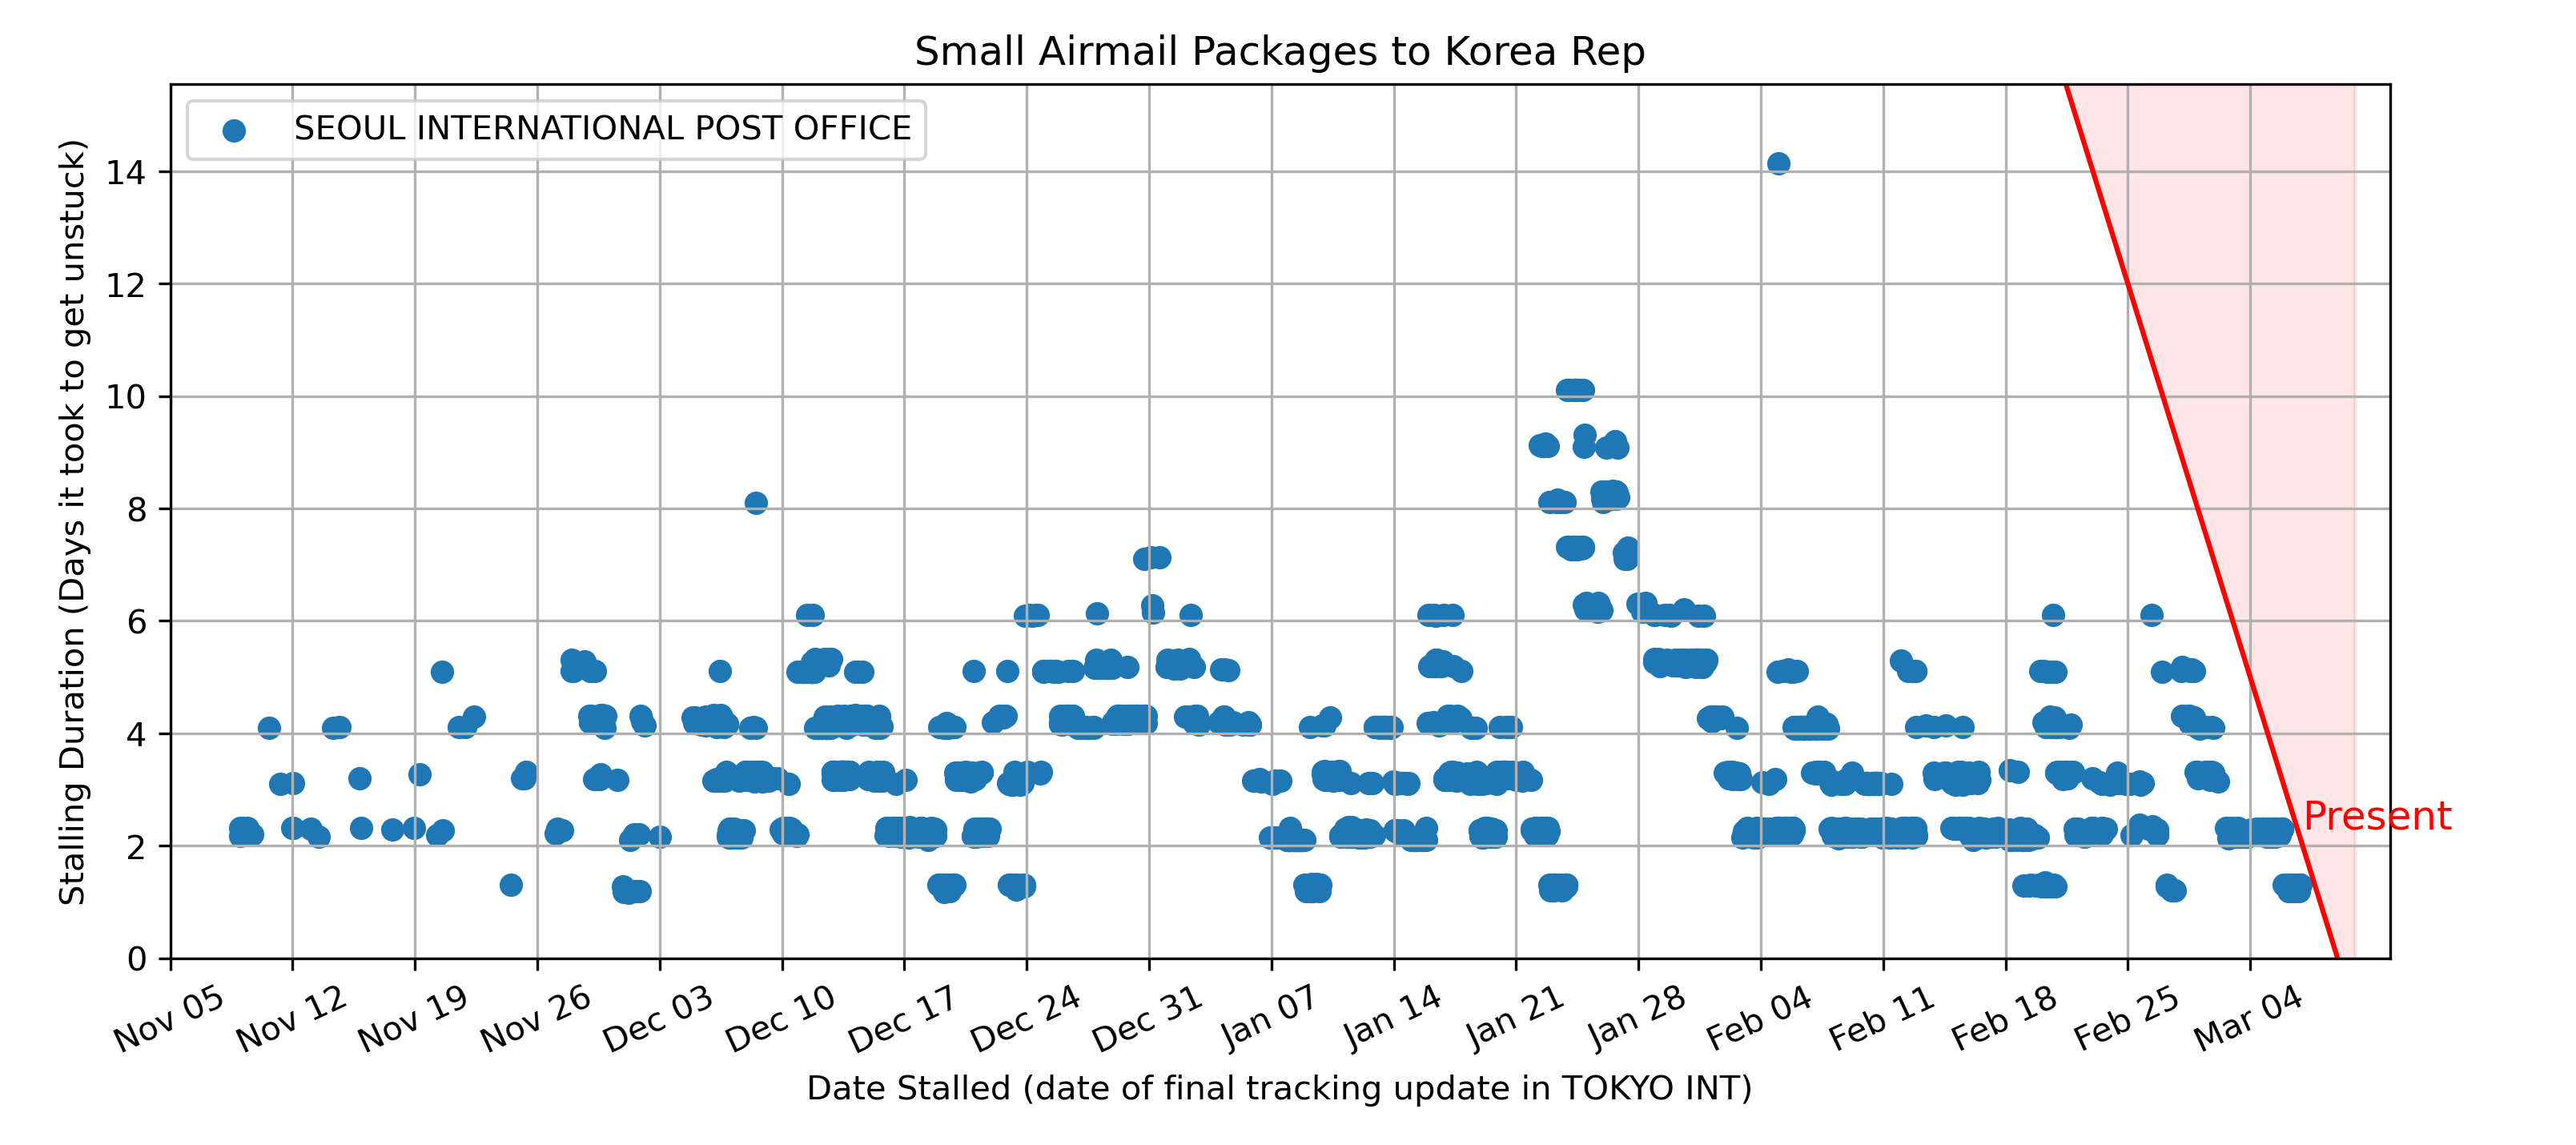 Small Airmail Packages to Korea Rep
SEOUL INTERNATIONAL POST OFFICE
Stalling Duration (Days it took to get unstuck)
14
12
10
8
6
4
2
0
Present
Nov 05
Nov 12
Nov 19
Nov 26
Dec 03
Dec 10
Dec 17
Dec 24
Dec 31
Jan 07
Jan 14
Jan 21
Jan 28
Feb 04
Feb 11
Feb 18
Feb 25
Mar 04
Date Stalled (date of final tracking update in TOKYO INT)